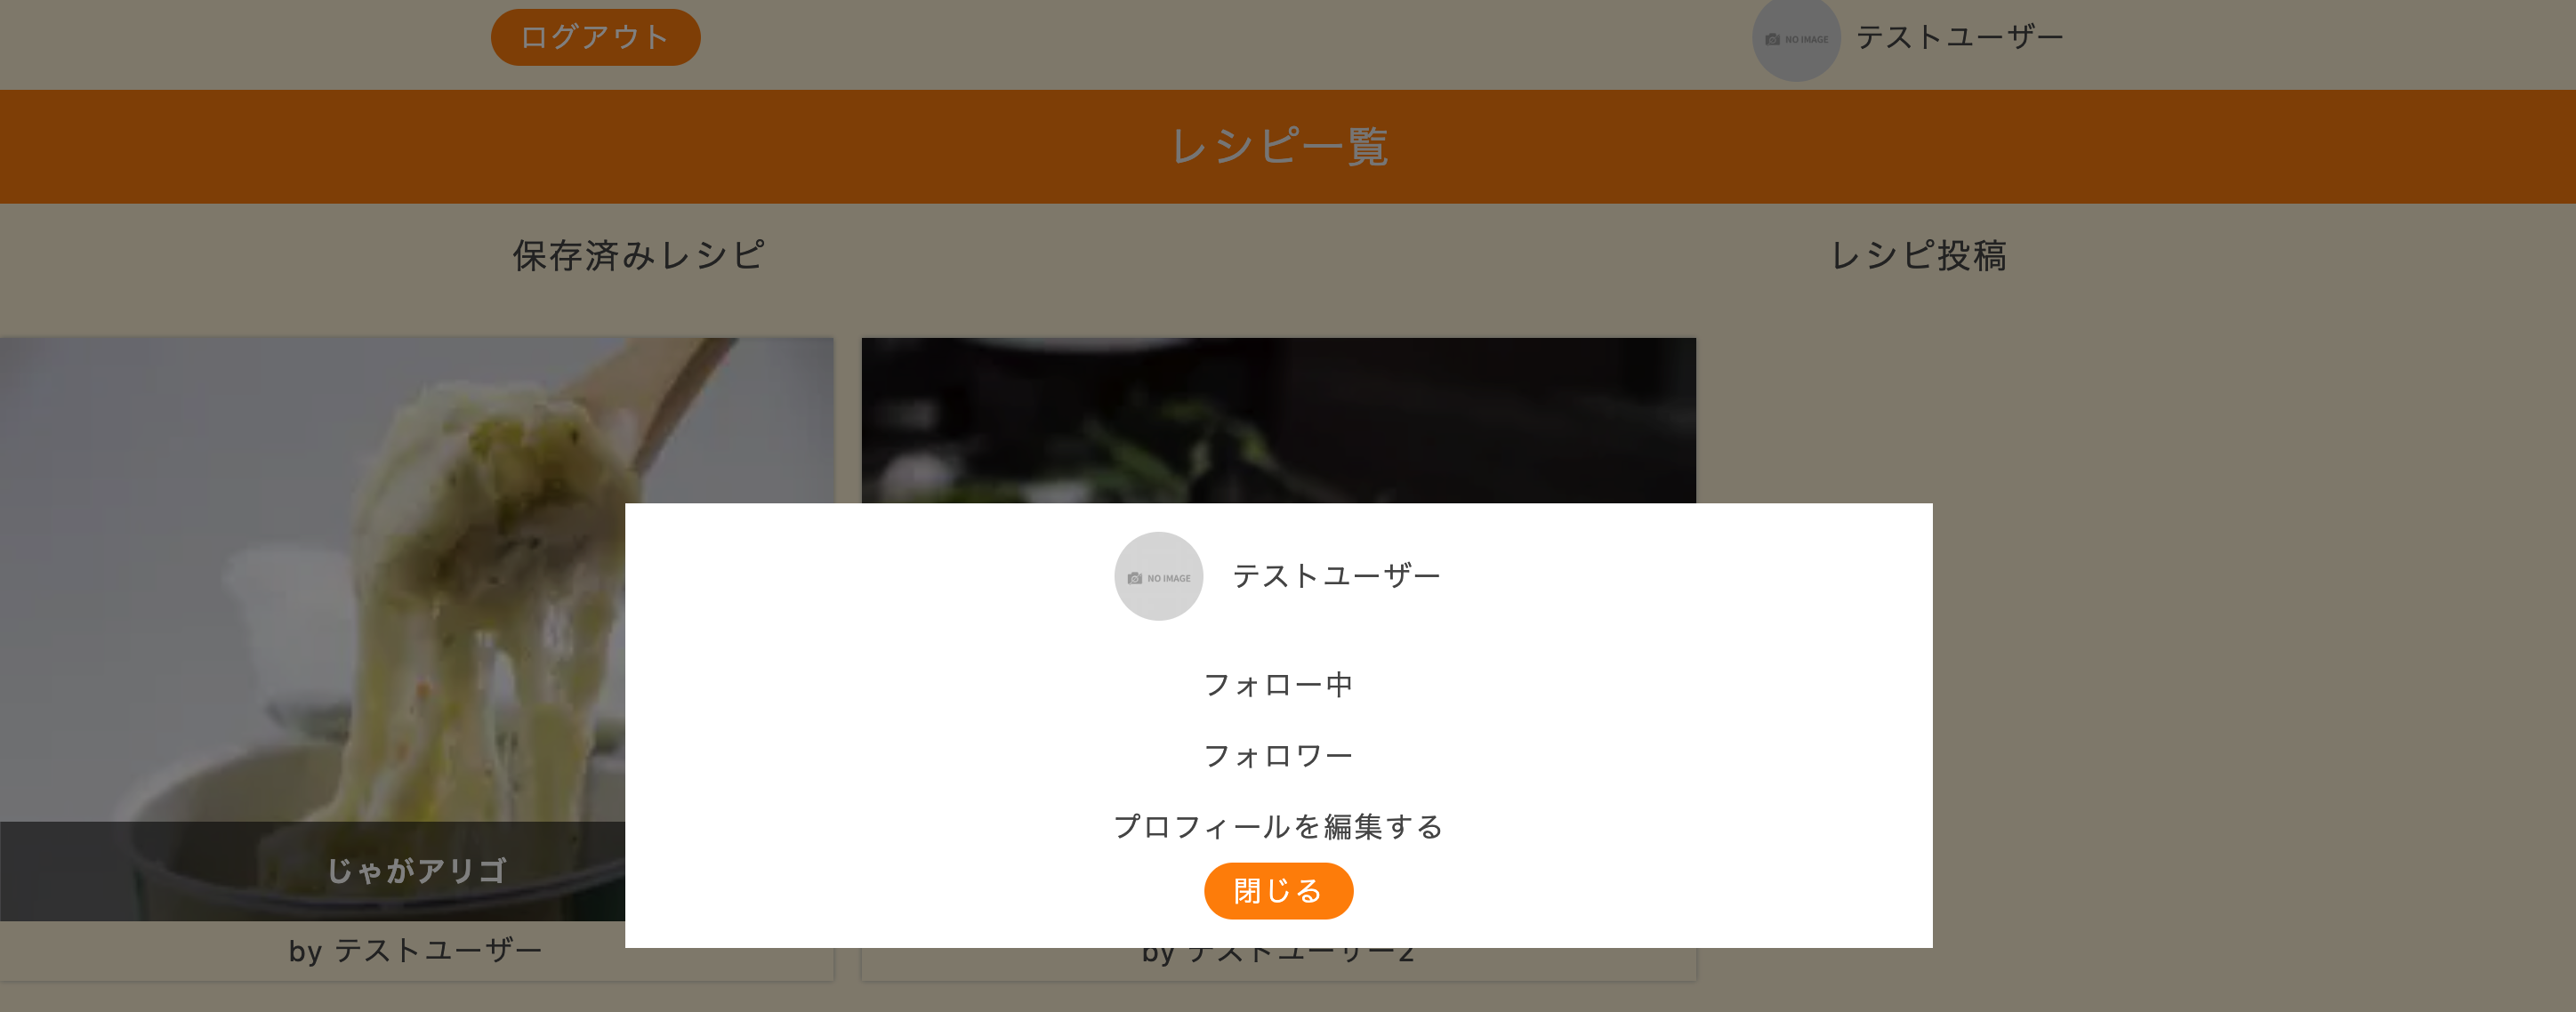 ログアウト
NO IMAGE テストユーザー
レシピ一覧
保存済みレシピ
レシピ投稿
NO IMAGE テストユーザー
フォロー中
フォロワー
プロフィールを編集する
閉じる
じゃがアリゴ
by テストユーザー
by テストユーザー2